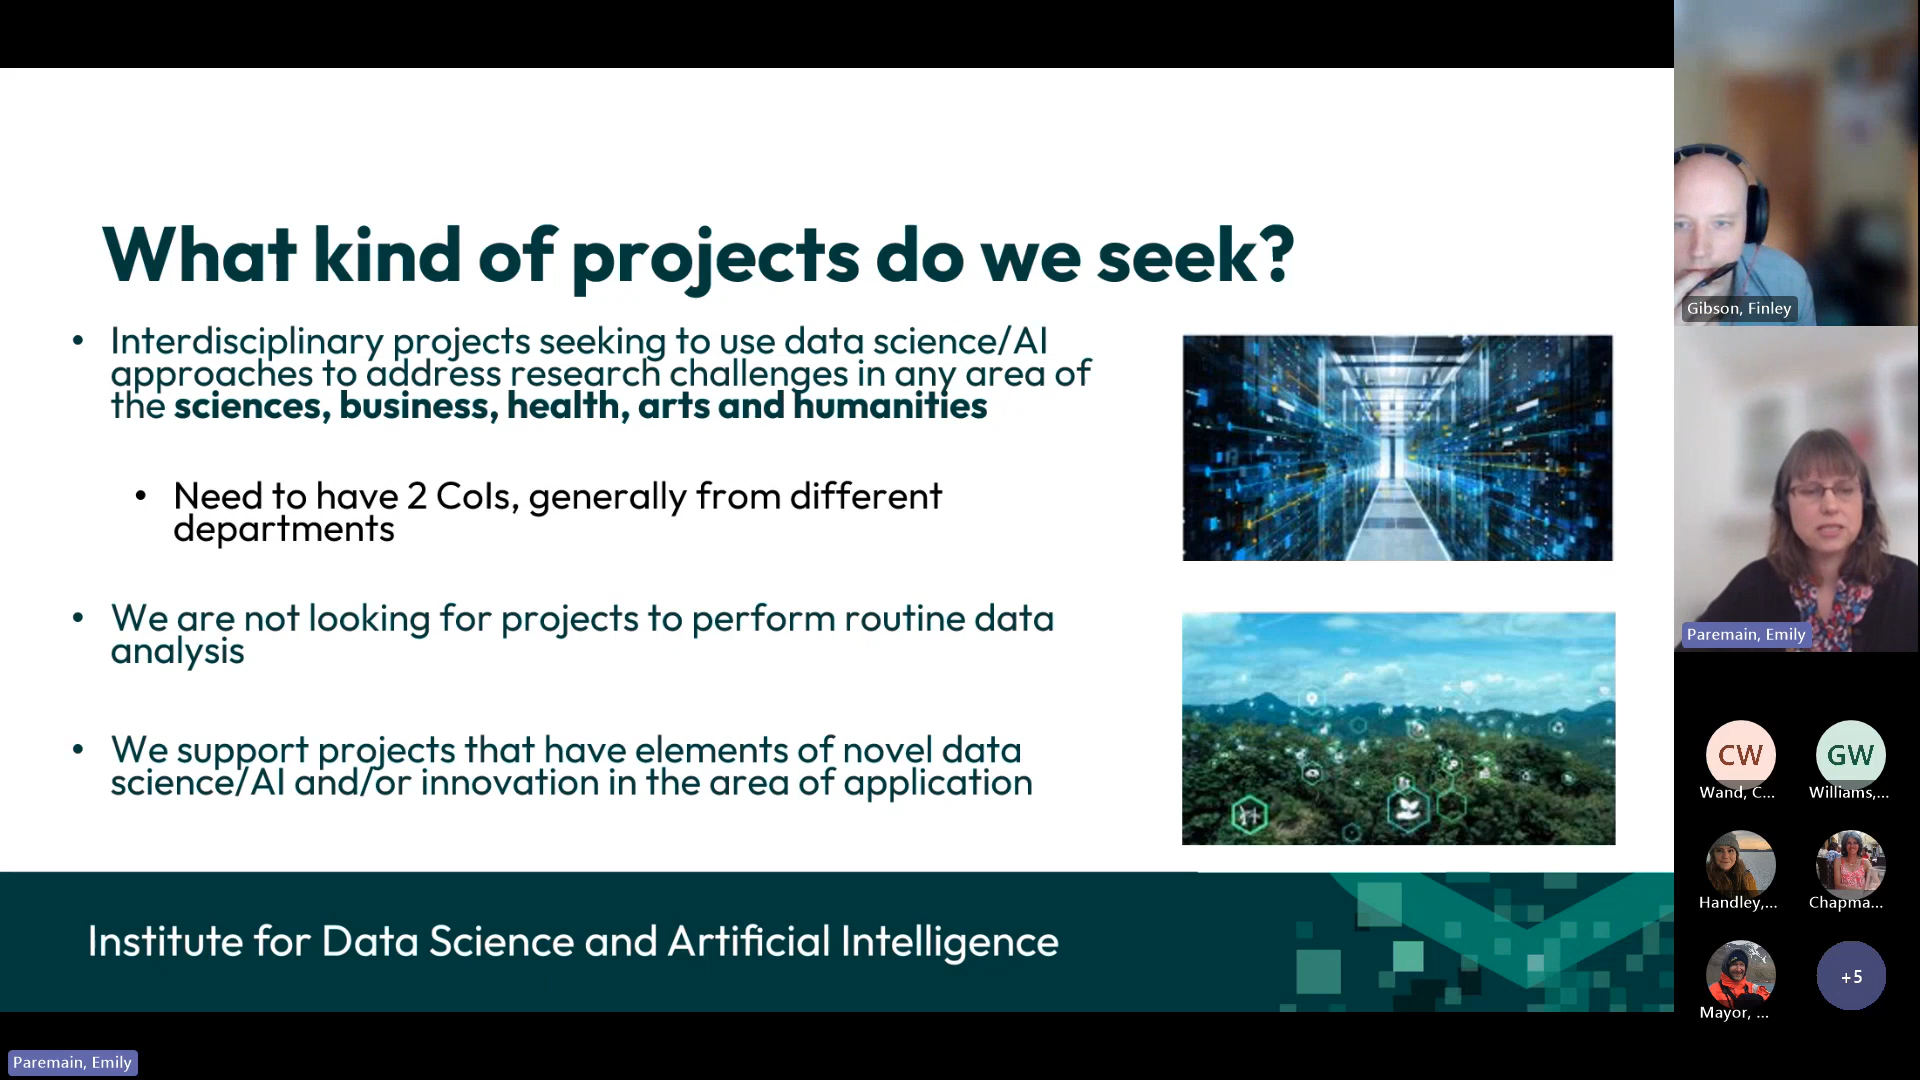 What kind of projects do we seek?
• Interdisciplinary projects seeking to use data science/AI
approaches to address research challenges in any area of
the sciences, business, health, arts and humanities
• Need to have 2 CoIs, generally from different
departments
• We are not looking for projects to perform routine data
analysis
• We support projects that have elements of novel data
science/AI and/or innovation in the area of application
Institute for Data Science and Artificial Intelligence
Paremain, Emily
Gibson, Finley
Paremain, Emily
CW
Wand, C...
GW
Williams,...
Handley,...
Chapma...
Mayor, ...
+5